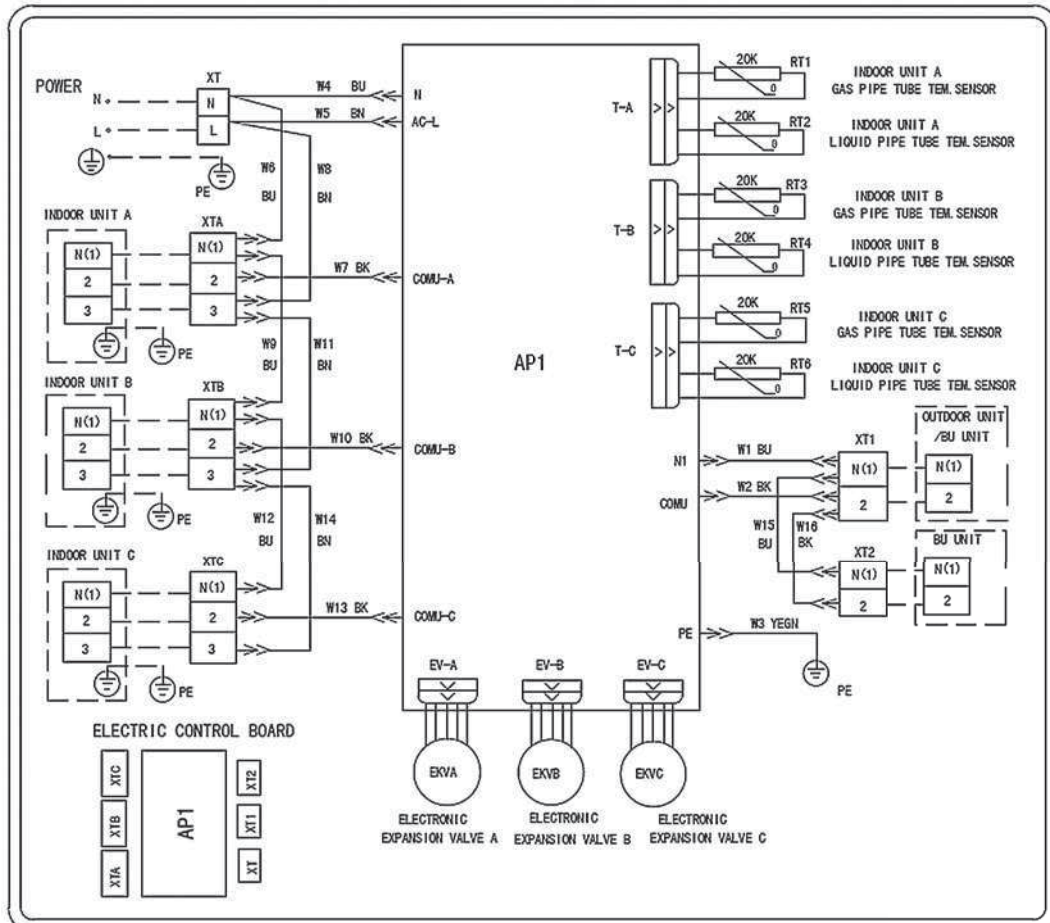 POWER
N
L
XT
N
L
PE
W4 BU
W5 BN
N
AC-L
W6
BU
W8
BN
INDOOR UNIT A
N(1)
2
3
XTA
N(1)
2
3
PE
W7 BK
COMU-A
W9
BU
W11
BN
INDOOR UNIT B
N(1)
2
3
XTB
N(1)
2
3
PE
W10 BK
COMU-B
W12
BU
W14
BN
INDOOR UNIT C
N(1)
2
3
XTC
N(1)
2
3
PE
W13 BK
COMU-C
AP1
T-A
20K
0
RT1
INDOOR UNIT A
GAS PIPE TUBE TEM.SENSOR
20K
0
RT2
INDOOR UNIT A
LIQUID PIPE TUBE TEM.SENSOR
T-B
20K
0
RT3
INDOOR UNIT B
GAS PIPE TUBE TEM.SENSOR
20K
0
RT4
INDOOR UNIT B
LIQUID PIPE TUBE TEM.SENSOR
T-C
20K
0
RT5
INDOOR UNIT C
GAS PIPE TUBE TEM.SENSOR
20K
0
RT6
INDOOR UNIT C
LIQUID PIPE TUBE TEM.SENSOR
N1
W1 BU
COMU
W2 BK
XT1
N(1)
2
OUTDOOR UNIT
/BU UNIT
N(1)
2
W15
BU
W16
BK
XT2
N(1)
2
BU UNIT
N(1)
2
PE
W3 YEGN
PE
EV-A
EV-B
EV-C
EKVA
EKVB
EKVC
ELECTRONIC
EXPANSION VALVE A
ELECTRONIC
EXPANSION VALVE B
ELECTRONIC
EXPANSION VALVE C
ELECTRIC CONTROL BOARD
XTC
XTB
XTA
AP1
XT2
XT1
XT